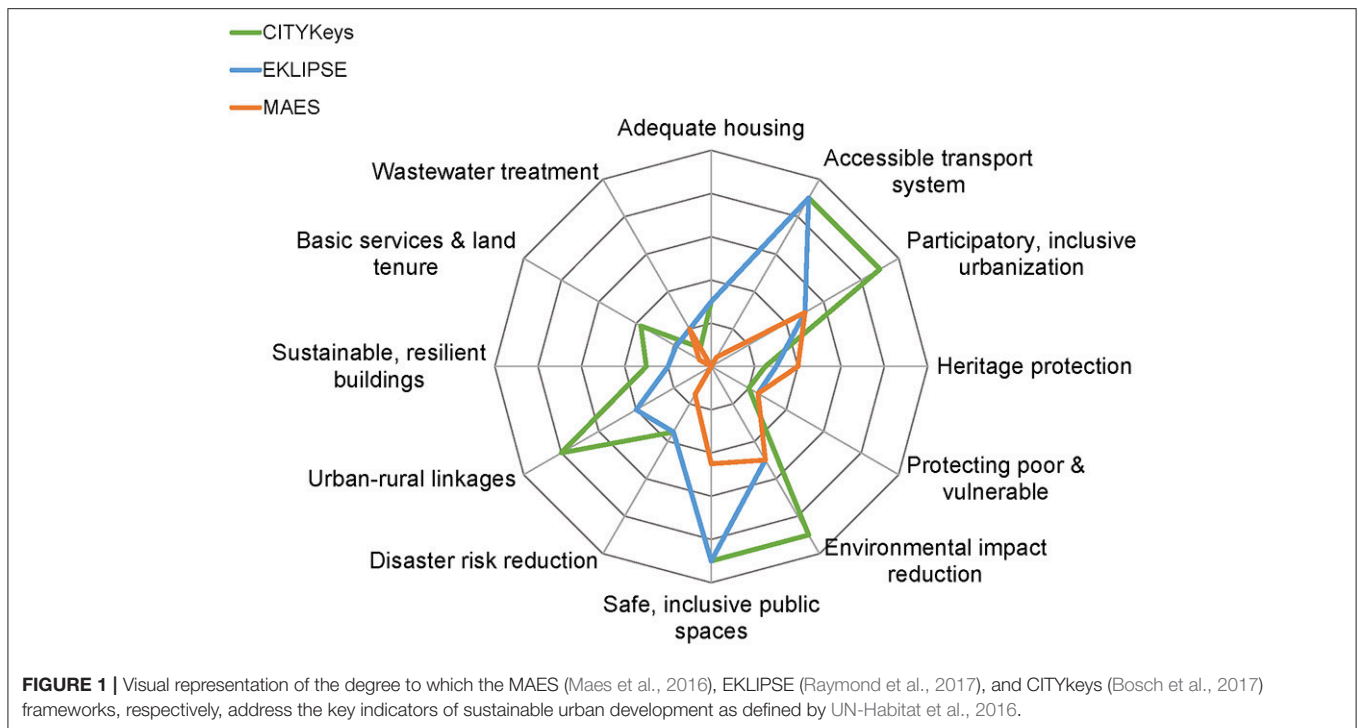 CITYKeys
EKLIPSE
MAES
Adequate housing
Accessible transport
system
Participatory, inclusive
urbanization
Heritage protection
Protecting poor &
vulnerable
Environmental impact
reduction
Safe, inclusive public
spaces
Disaster risk reduction
Urban-rural linkages
Sustainable, resilient
buildings
Basic services & land
tenure
Wastewater treatment
FIGURE 1 | Visual representation of the degree to which the MAES (Maes et al., 2016), EKLIPSE (Raymond et al., 2017), and CITYkeys (Bosch et al., 2017)
frameworks, respectively, address the key indicators of sustainable urban development as defined by UN-Habitat et al., 2016.